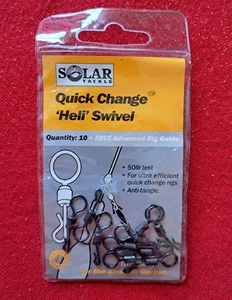 SOLAR
TACKLE
Quick Change™
'Heli' Swivel
Quantity: 10 + FREE Advanced Rig Guide
• 50lb test
• For ultra efficient
quick change rigs
• Anti-tangle.